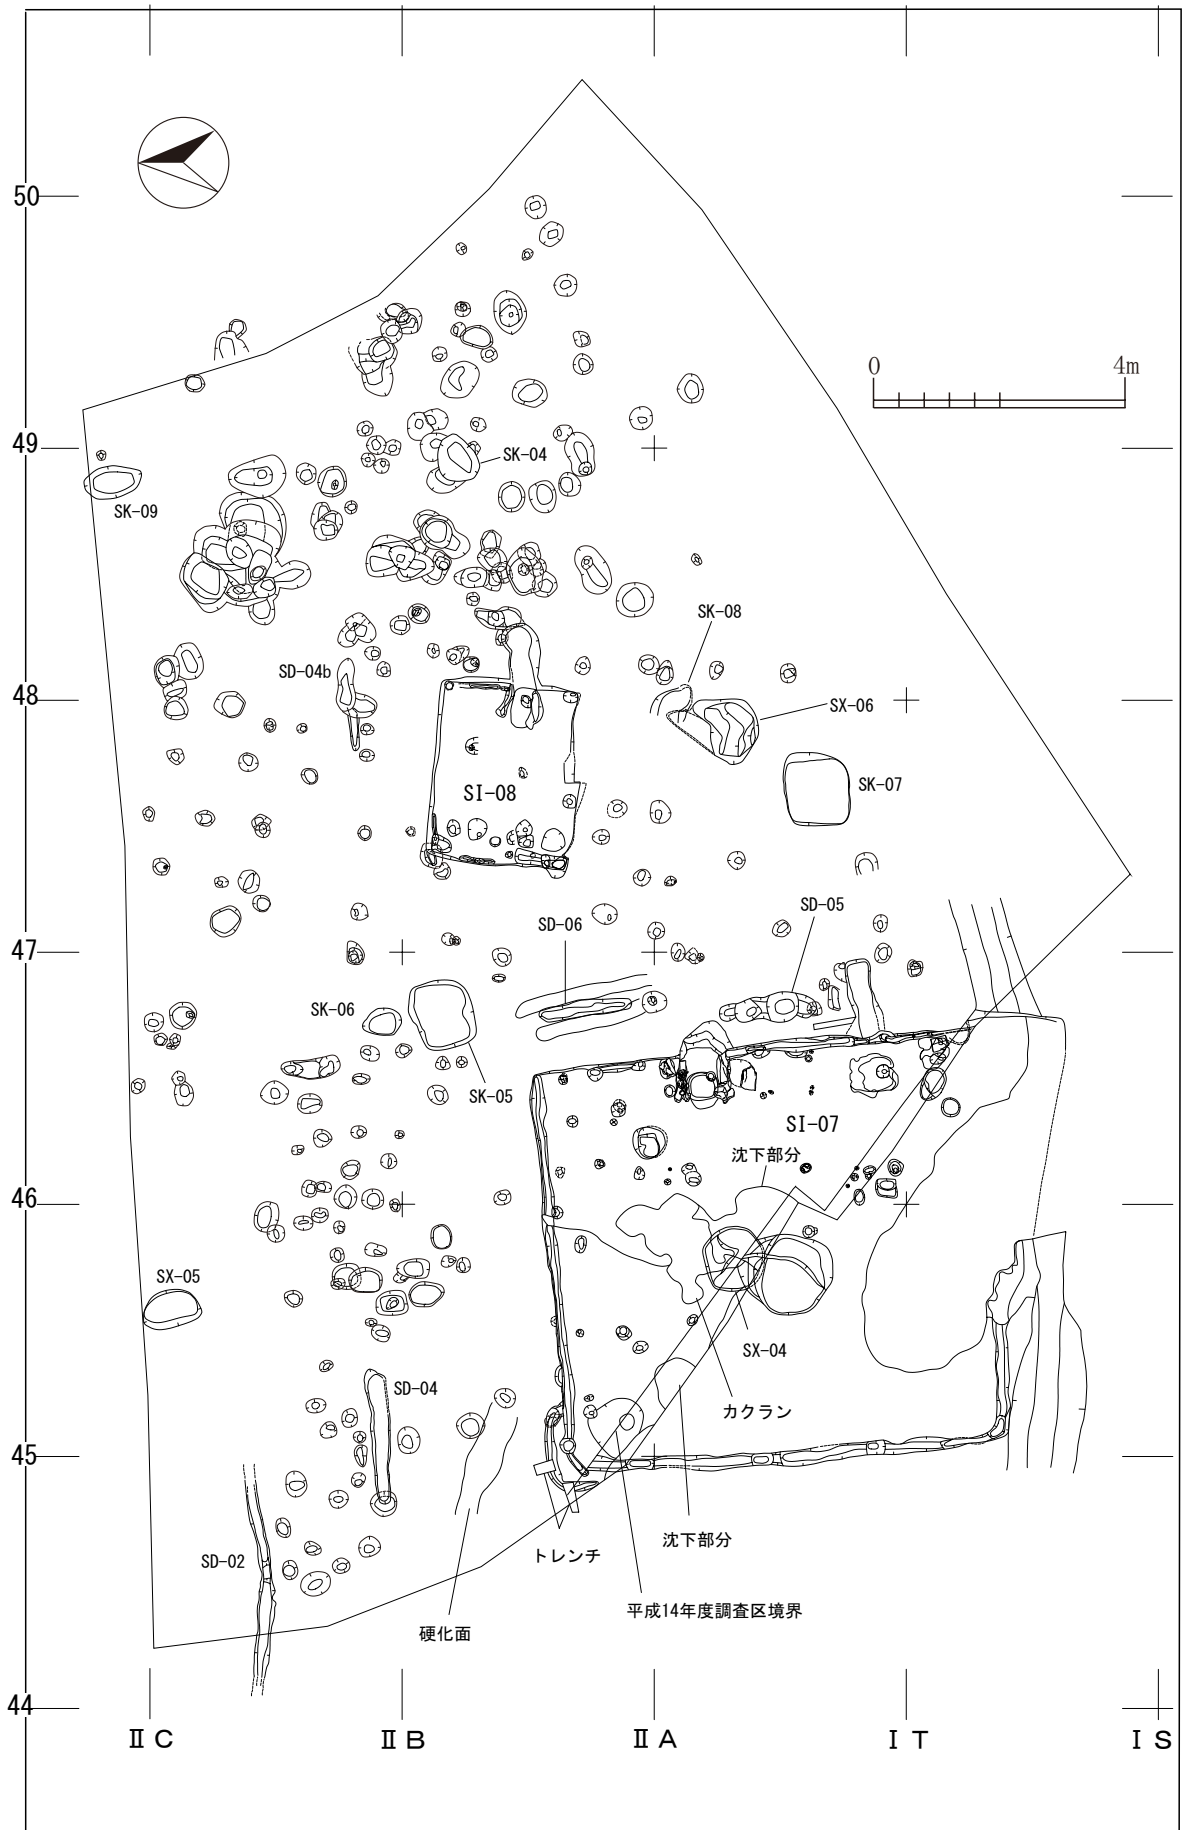 50
0 4m
49
SK-04
SK-09
SK-08
SD-04b
48
SX-06
SI-08
SK-07
SD-05
SD-06
47
SK-06
SK-05
SI-07
沈下部分
46
SX-05
SX-04
SD-04
カクラン
45
沈下部分
トレンチ
SD-02
平成14年度調査区境界
硬化面
44
ⅡC ⅡB ⅡA ⅠT ⅠS